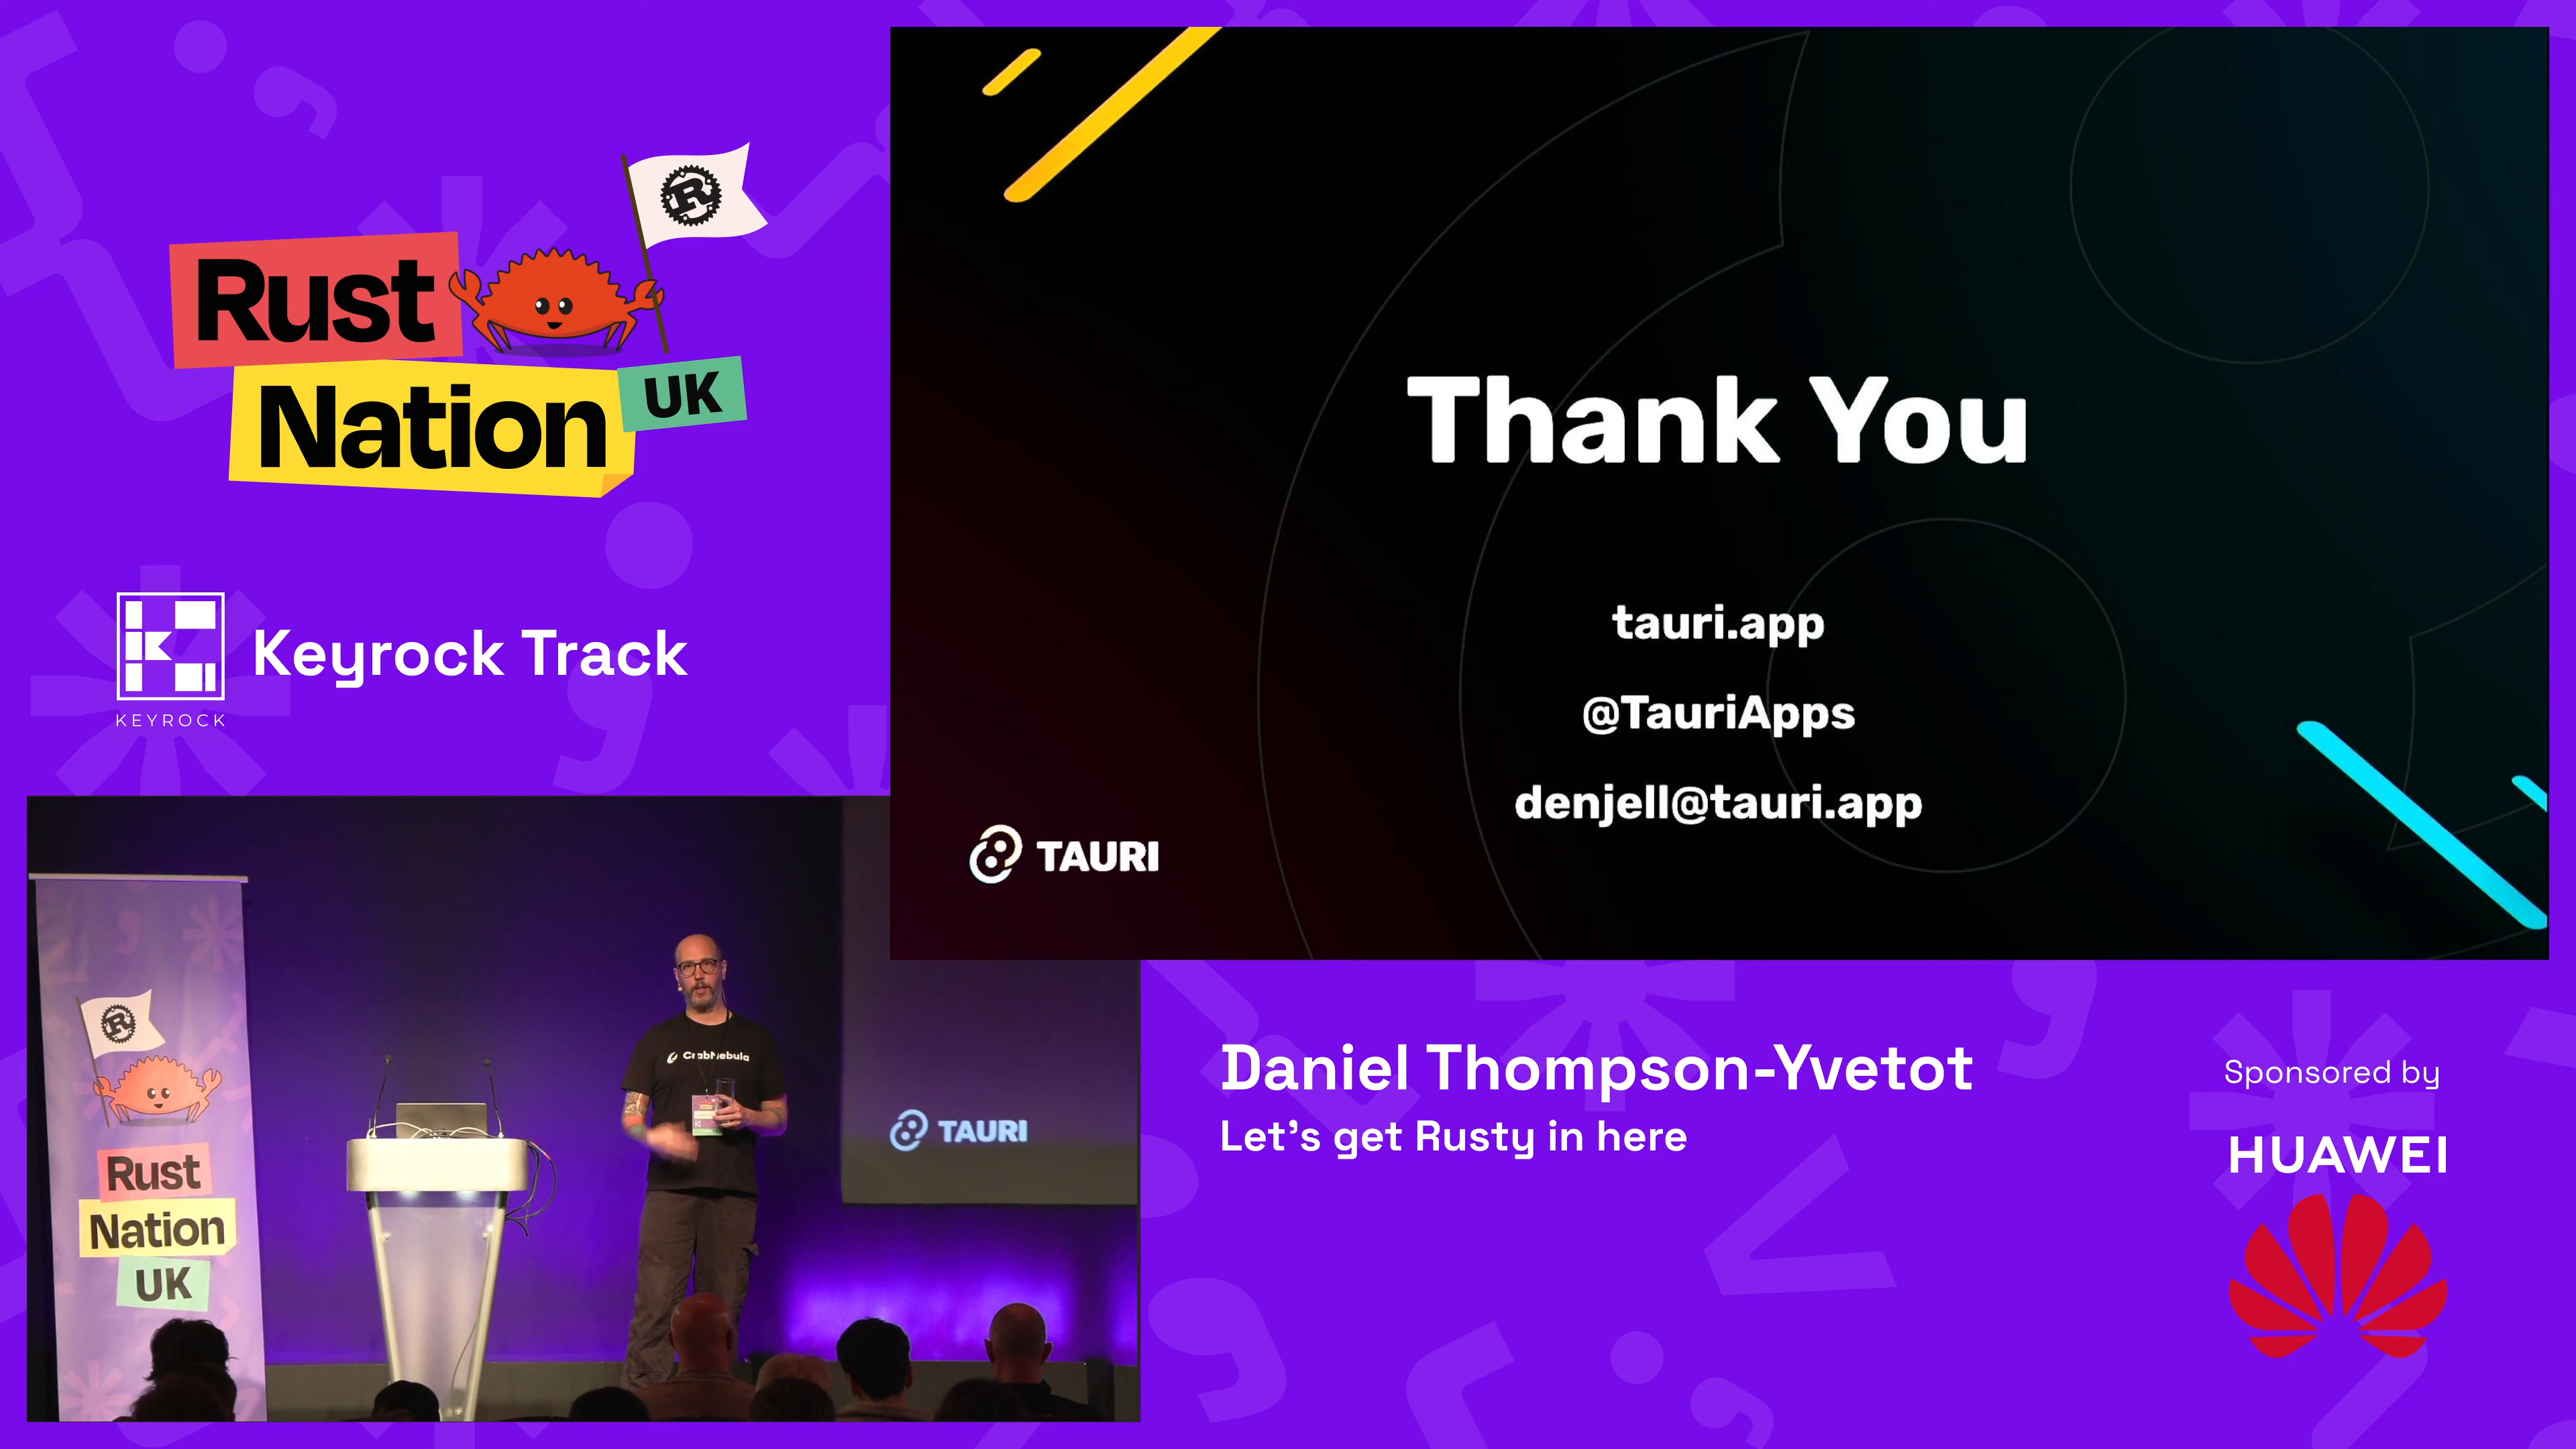 Rust
Nation
UK
R
KEYROCK
Keyrock Track
Thank You
tauri.app
@TauriApps
denjell@tauri.app
TAURI
R
Rust
Nation
UK
CrabNebula
TAURI
Daniel Thompson-Yvetot
Let's get Rusty in here
Sponsored by
HUAWEI